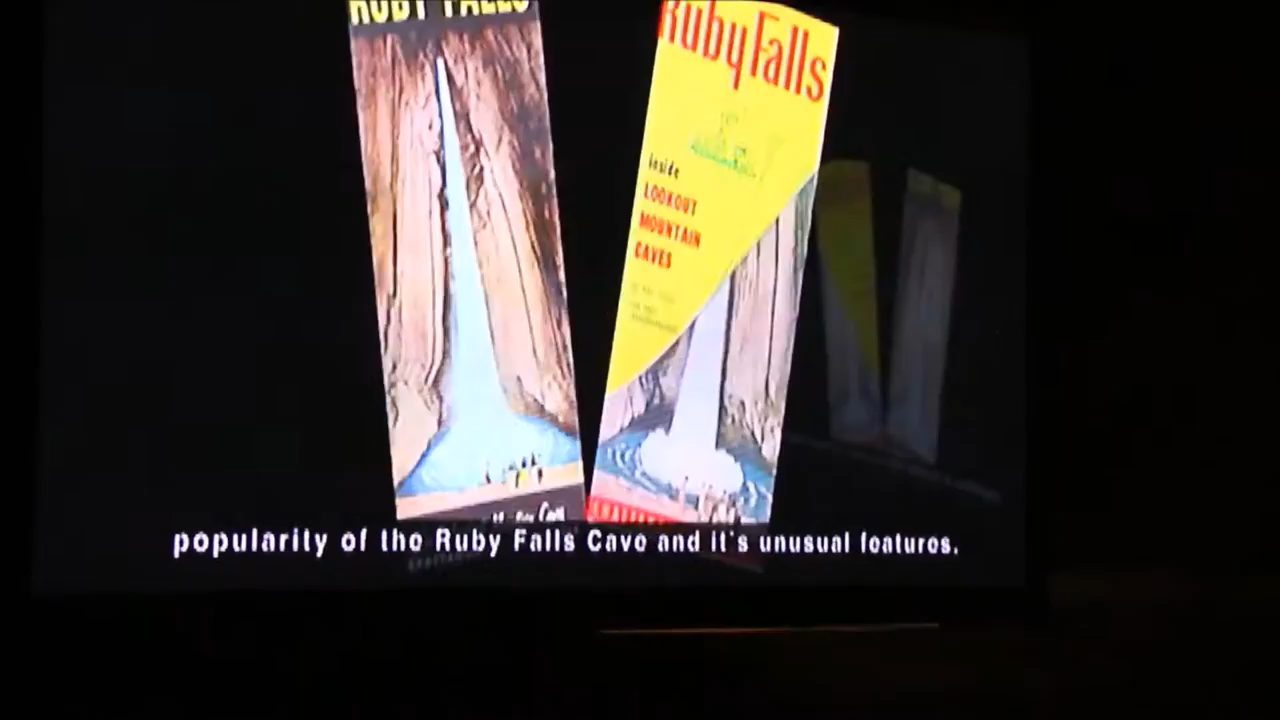 RUBY FALLS
Ruby Falls
inside
LOOKOUT
MOUNTAIN
CAVES
popularity of the Ruby Falls Cave and it's unusual features.